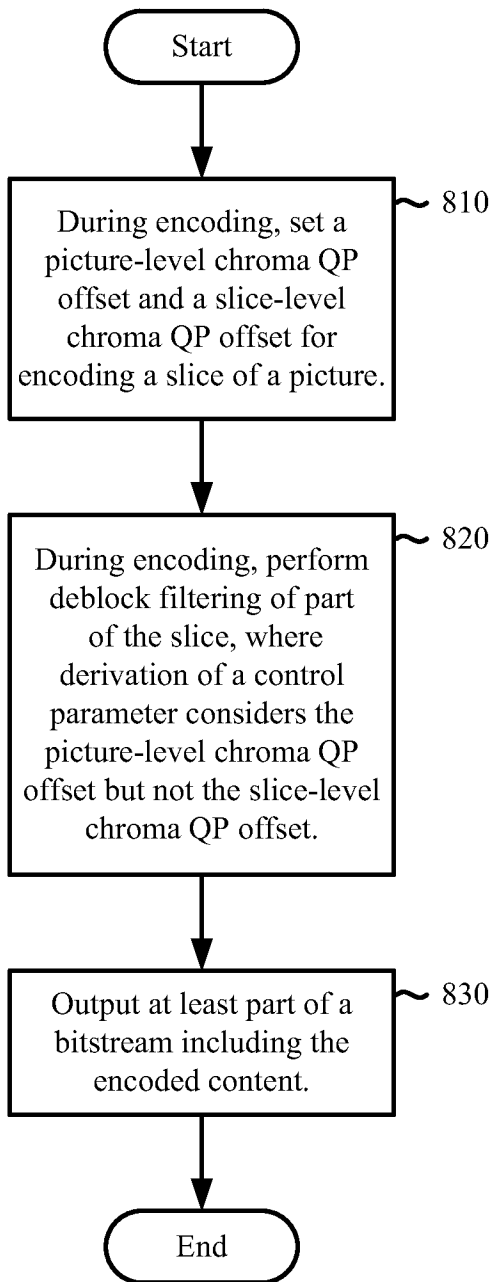 Start
810
During encoding, set a
picture-level chroma QP
offset and a slice-level
chroma QP offset for
encoding a slice of a picture.
820
During encoding, perform
deblock filtering of part
of the slice, where
derivation of a control
parameter considers the
picture-level chroma QP
offset but not the slice-level
chroma QP offset.
830
Output at least part of a
bitstream including the
encoded content.
End